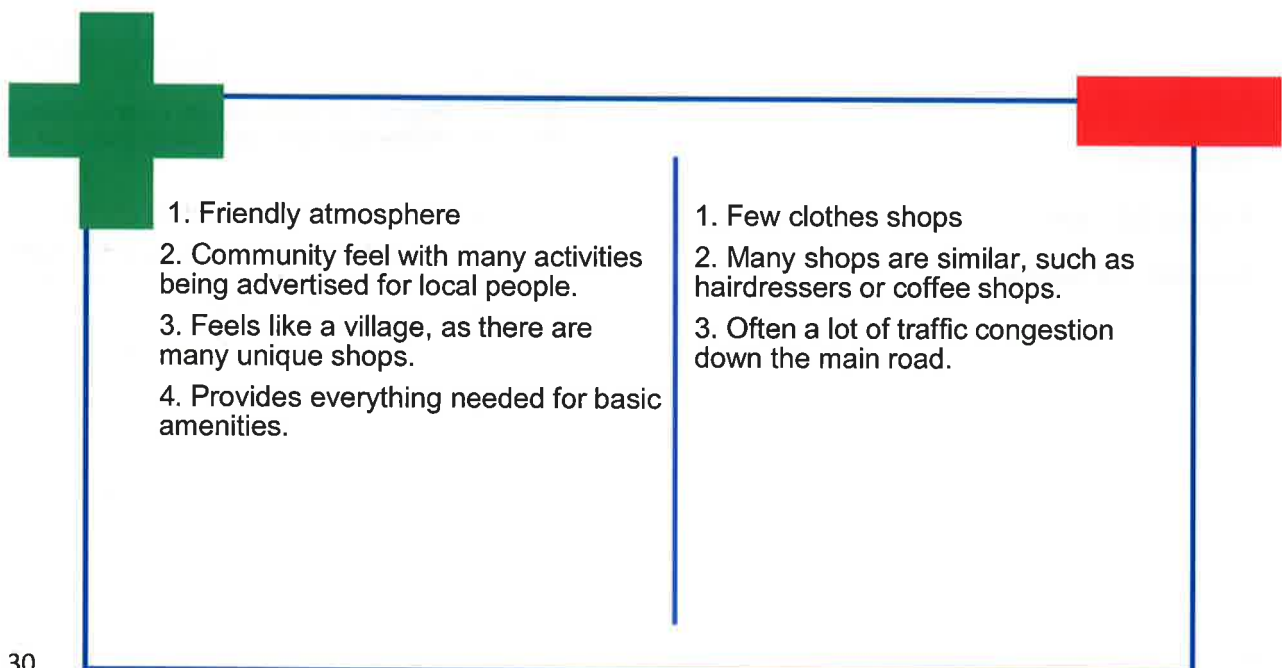 1. Friendly atmosphere
2. Community feel with many activities
being advertised for local people.
3. Feels like a village, as there are
many unique shops.
4. Provides everything needed for basic
amenities.
1. Few clothes shops
2. Many shops are similar, such as
hairdressers or coffee shops.
3. Often a lot of traffic congestion
down the main road.
30